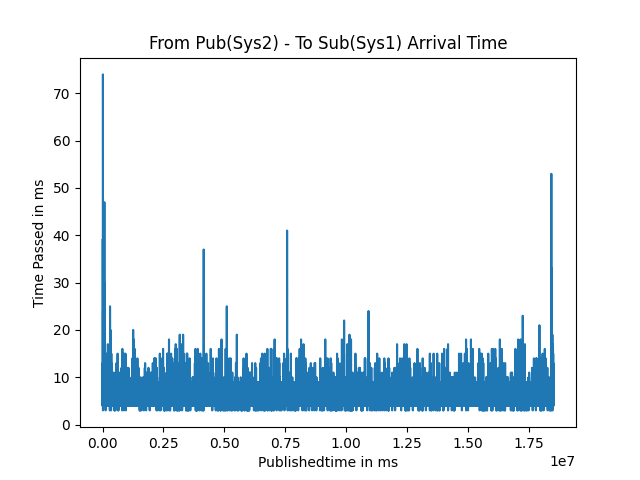 From Pub(Sys2) - To Sub(Sys1) Arrival Time
Time Passed in ms
70
60
50
40
30
20
10
0
0.00 0.25 0.50 0.75 1.00 1.25 1.50 1.75
1e7
Publishedtime in ms